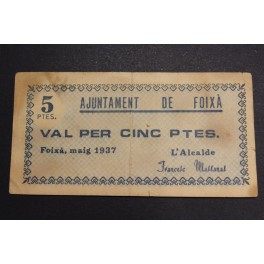 5 AJUNTAMENT DE FOIXÀ
PTES.
VAL PER CINC PTES.
Foixà, maig 1937 L'Alcalde